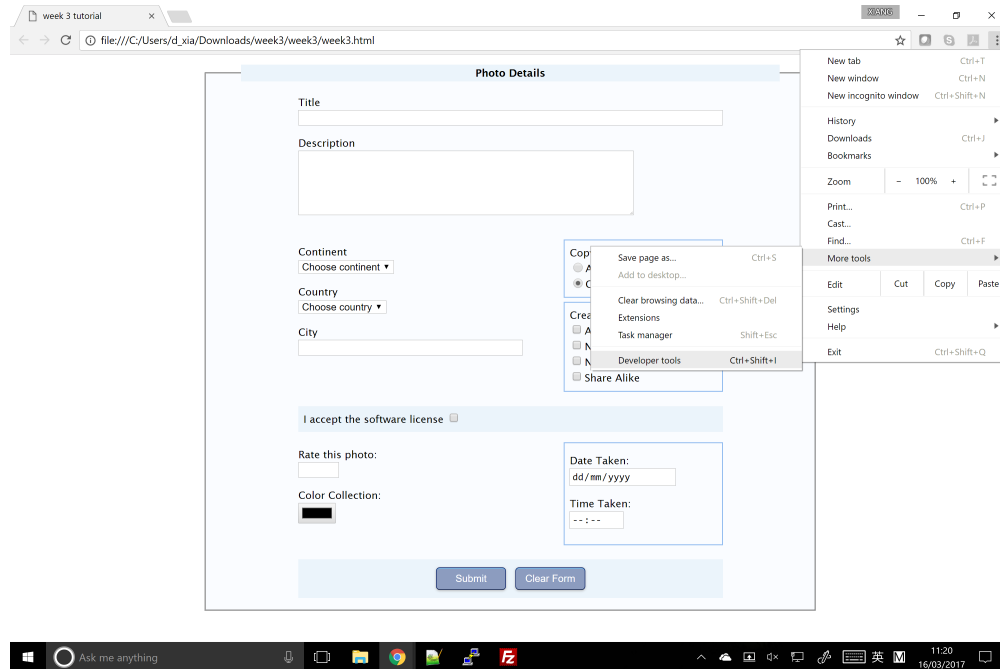 week 3 tutorial
XIANG
file:///C:/Users/d_xia/Downloads/week3/week3/week3.html
Photo Details
Title
Description
Continent
Choose continent
Country
Choose country
City
Cop
A
C
Crea
A
N
N
Share Alike
I accept the software license
Rate this photo:
Color Collection:
Date Taken:
dd/mm/yyyy
Time Taken:
--:--
Submit Clear Form
New tab Ctrl+T
New window Ctrl+N
New incognito window Ctrl+Shift+N
History
Downloads Ctrl+J
Bookmarks
Zoom - 100% +
Print... Ctrl+P
Cast...
Find... Ctrl+F
More tools
Edit Cut Copy Paste
Settings
Help
Exit Ctrl+Shift+Q
Save page as... Ctrl+S
Add to desktop...
Clear browsing data... Ctrl+Shift+Del
Extensions
Task manager Shift+Esc
Developer tools Ctrl+Shift+I
Ask me anything
Fz
英 M
11:20
16/03/2017